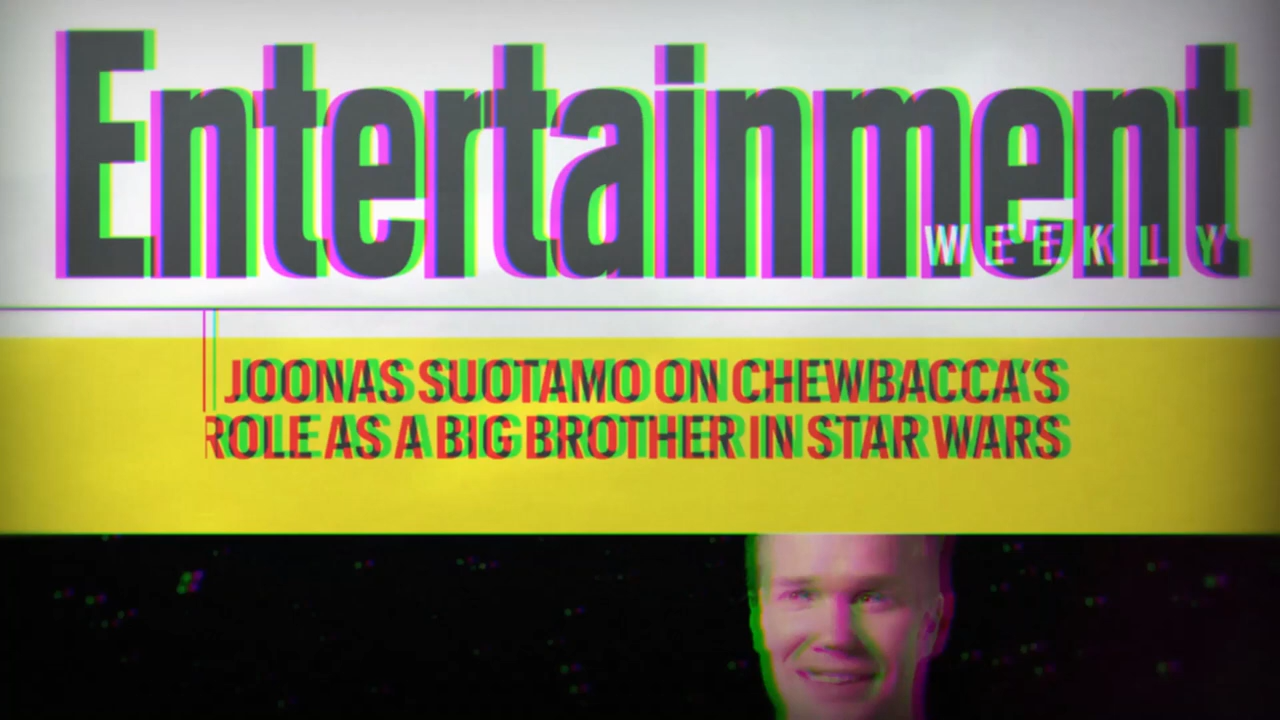 Entertainment
WEEKLY
JOONAS SUOTAMO ON CHEWBACCA'S
ROLE AS A BIG BROTHER IN STAR WARS